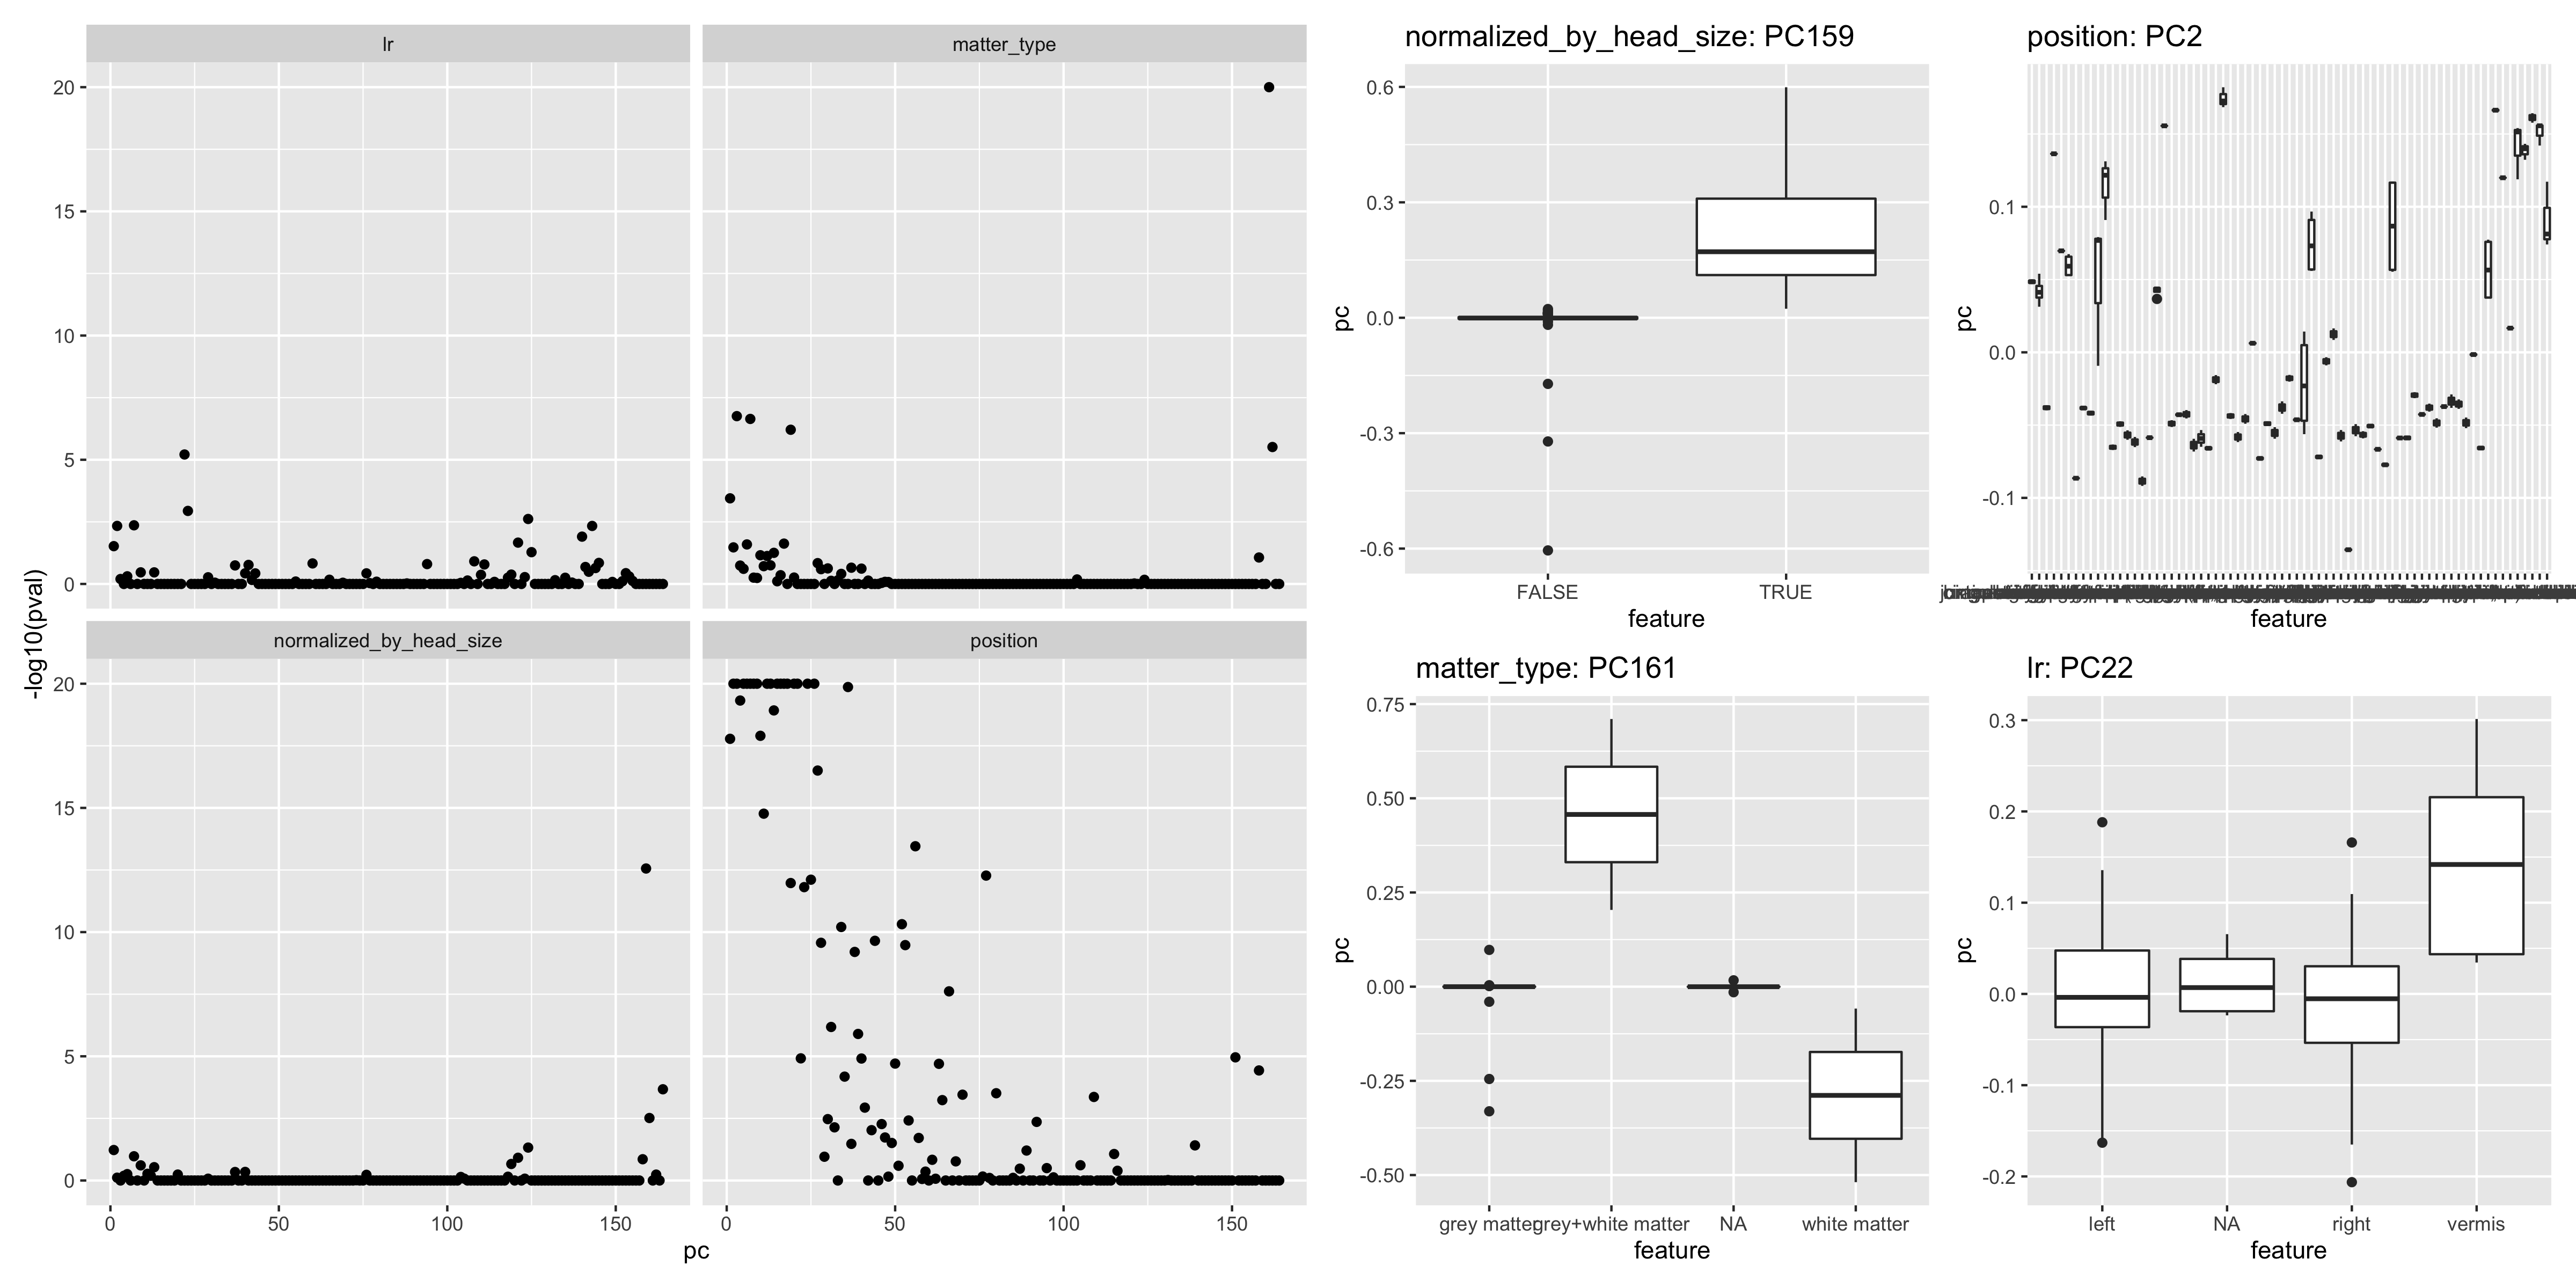 lr
matter_type
20
15
10
5
0
normalized_by_head_size
position
20
15
10
5
0
0 50 100 150
0 50 100 150
pc
-log10(pval)
normalized_by_head_size: PC159
0.6
0.3
0.0
-0.3
-0.6
pc
FALSE TRUE
feature
position: PC2
0.1
0.0
-0.1
pc
feature
matter_type: PC161
0.75
0.50
0.25
0.00
-0.25
-0.50
pc
grey matter grey+white matter NA white matter
feature
lr: PC22
0.3
0.2
0.1
0.0
-0.1
-0.2
pc
left NA right vermis
feature